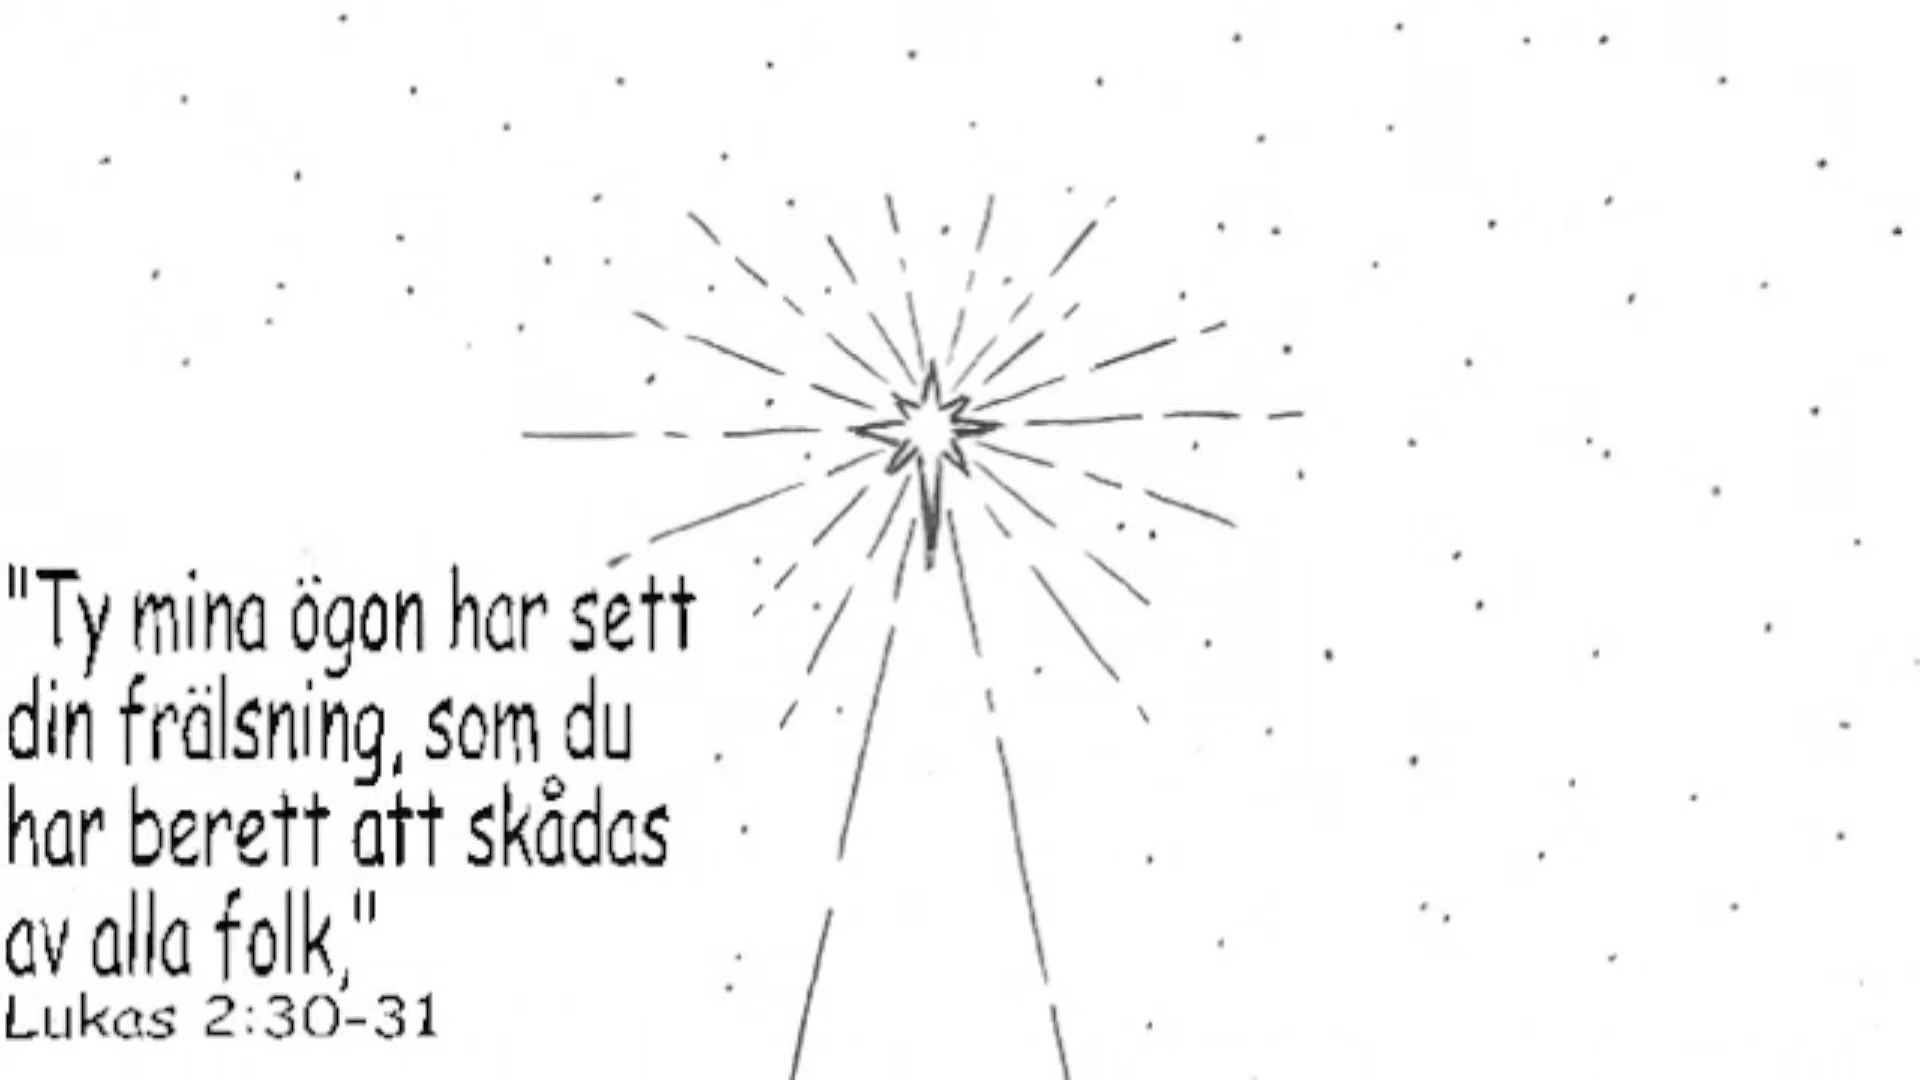 "Ty mina ögon har sett
din frälsning, som du
har berett att skådas
av alla folk,"
Lukas 2:30-31